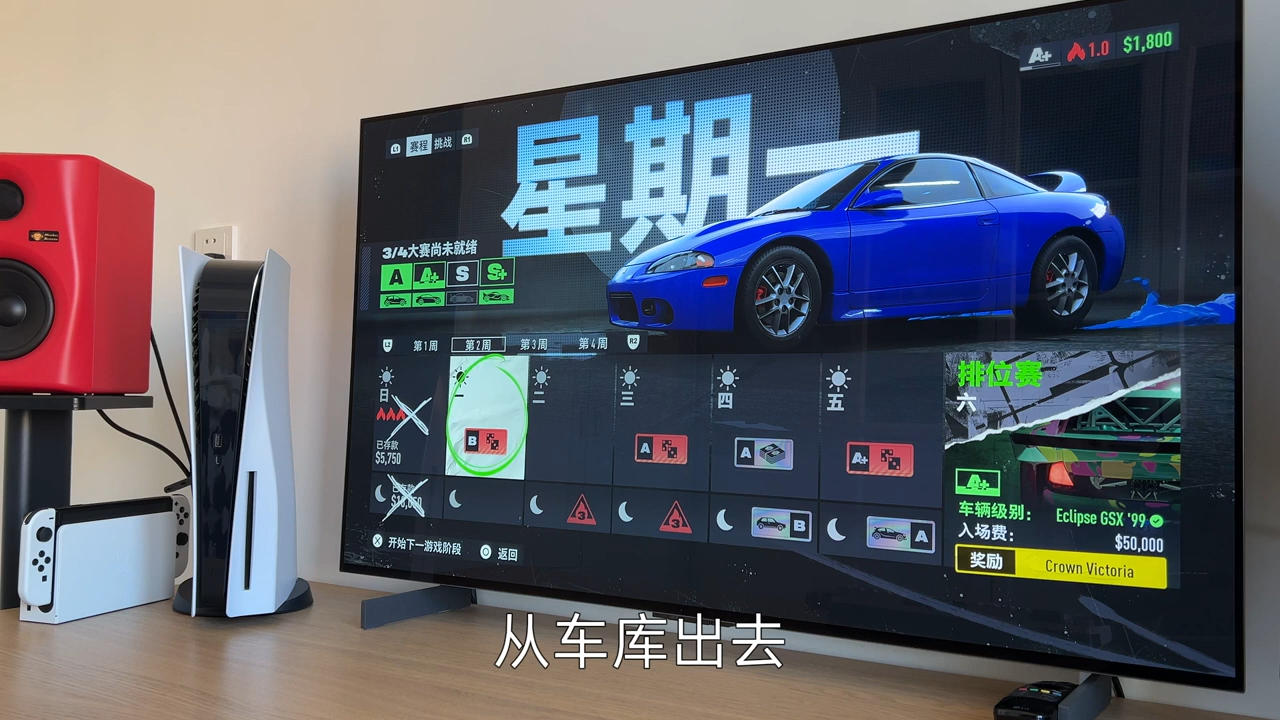 A+ 1.0 $1,800
L1 赛程 挑战 R1
星期一
3/4大赛尚未就绪
A A+ S S+
L2 第1周 第2周 第3周 第4周 R2
日 一 二 三 四 五
已存款
$5,750
B A A A+
3 3 B A
开始下一游戏阶段 返回
排位赛
六
A+
车辆级别: Eclipse GSX '99
入场费: $50,000
奖励 Crown Victoria
从车库出去